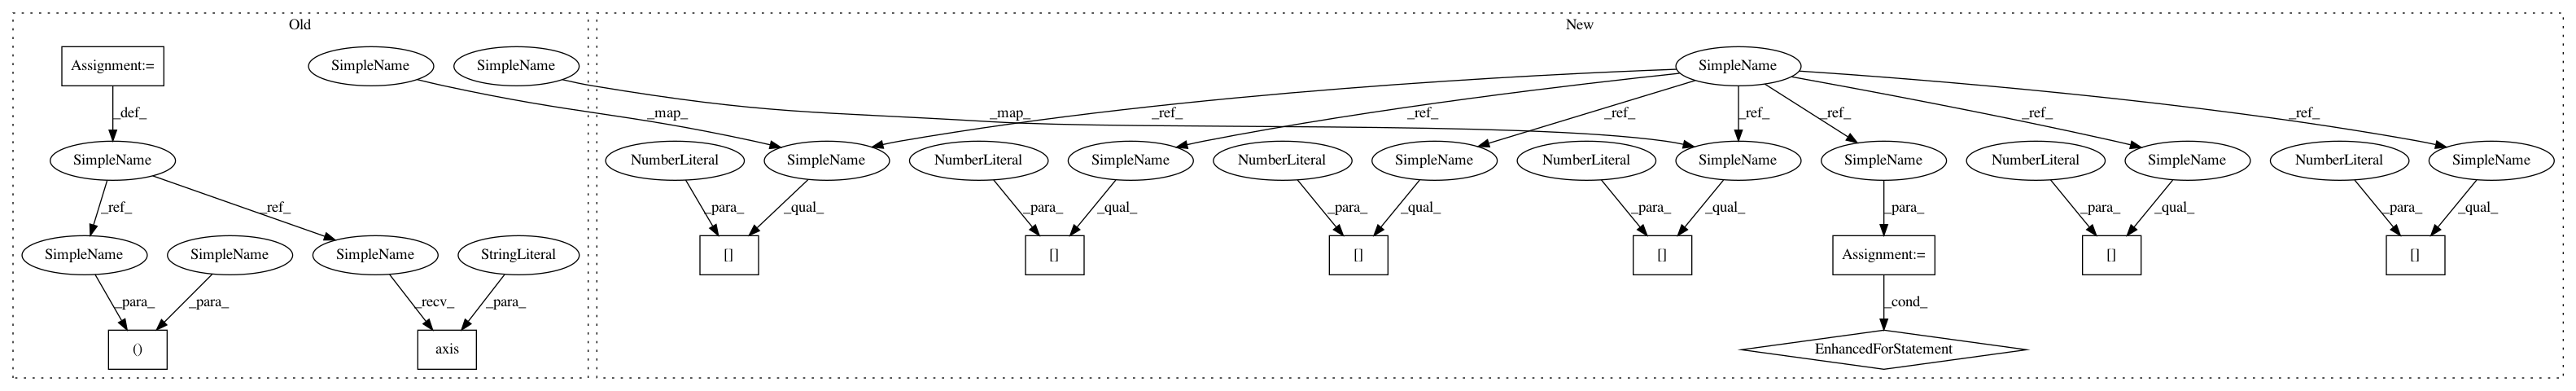 Old New
Assignment:= SimpleName SimpleName SimpleName
_def_ _map_ _map_ _ref_ _ref_ _ref_ _ref_ _ref_ _ref_ _ref_
SimpleName NumberLiteral SimpleName NumberLiteral SimpleName NumberLiteral SimpleName NumberLiteral SimpleName SimpleName NumberLiteral SimpleName NumberLiteral SimpleName
_ref_ _ref_ _para_ _qual_ _para_ _qual_ _para_ _qual_ _para_ _qual_ _para_ _para_ _qual_ _para_ _qual_
SimpleName SimpleName SimpleName StringLiteral [] [] [] [] Assignment:= [] []
_para_ _para_ _recv_ _para_ _cond_
() axis EnhancedForStatement